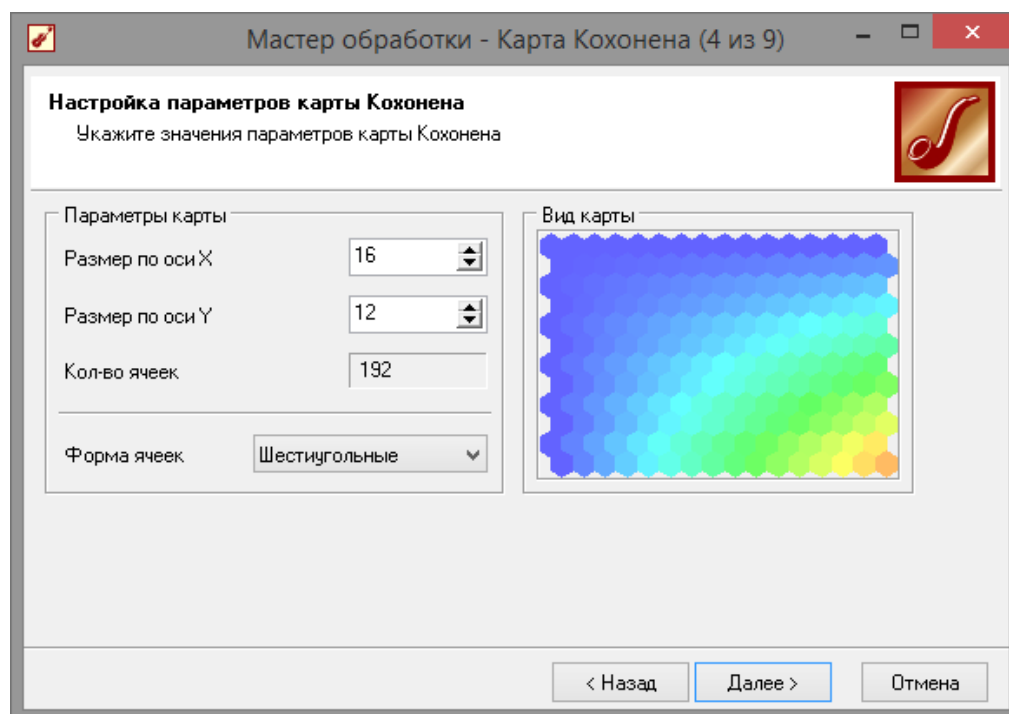 Мастер обработки - Карта Кохонена (4 из 9)
Настройка параметров карты Кохонена
Укажите значения параметров карты Кохонена
Параметры карты
Размер по оси X
16
Размер по оси Y
12
Кол-во ячеек
192
Форма ячеек
Шестиугольные
Вид карты
< Назад
Далее >
Отмена